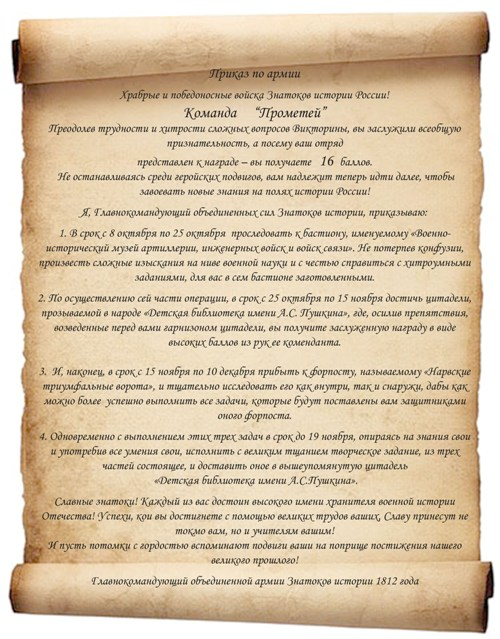 Приказ по армии
Храбрые и победоносные войска Знатоков истории России!
Команда “Прометей”
Преодолев трудности и хитрости сложных вопросов Викторины, вы заслужили всеобщую
признательность, а посему ваш отряд
представлен к награде – вы получаете 16 баллов.
Не останавливаясь среди геройских подвигов, вам надлежит теперь идти далее, чтобы
завоевать новые знания на полях истории России!
Я, Главнокомандующий объединенных сил Знатоков истории, приказываю:
1. В срок с 8 октября по 25 октября проследовать к бастиону, именуемому «Военно-
исторический музей артиллерии, инженерных войск и войск связи». Не потерпев конфузии,
произвесть сложные изыскания на ниве военной науки и с честью справиться с хитроумными
заданиями, для вас в сем бастионе заготовленными.
2. По осуществлению сей части операции, в срок с 25 октября по 15 ноября достичь цитадели,
прозываемой в народе «Детская библиотека имени А.С. Пушкина», где, осилив препятствия,
возведенные перед вами гарнизоном цитадели, вы получите заслуженную награду в виде
высоких баллов из рук ее коменданта.
3. И, наконец, в срок с 15 ноября по 10 декабря прибыть к форпосту, называемому «Нарвские
триумфальные ворота», и тщательно исследовать его как внутри, так и снаружи, дабы как
можно более успешно выполнить все задачи, которые будут поставлены вам защитниками
оного форпоста.
4. Одновременно с выполнением этих трех задач в срок до 19 ноября, опираясь на знания свои
и употребив все умения свои, исполнить с великим тщанием творческое задание, из трех
частей состоящее, и доставить оное в вышеупомянутую цитадель
«Детская библиотека имени А.С.Пушкина».
Славные знатоки! Каждый из вас достоин высокого имени хранителя военной истории
Отечества! Успехи, кои вы достигнете с помощью великих трудов ваших, Славу принесут не
токмо вам, но и учителям вашим!
И пусть потомки с гордостью вспоминают подвиги ваши на поприще постижения нашего
великого прошлого!
Главнокомандующий объединенной армии Знатоков истории 1812 года